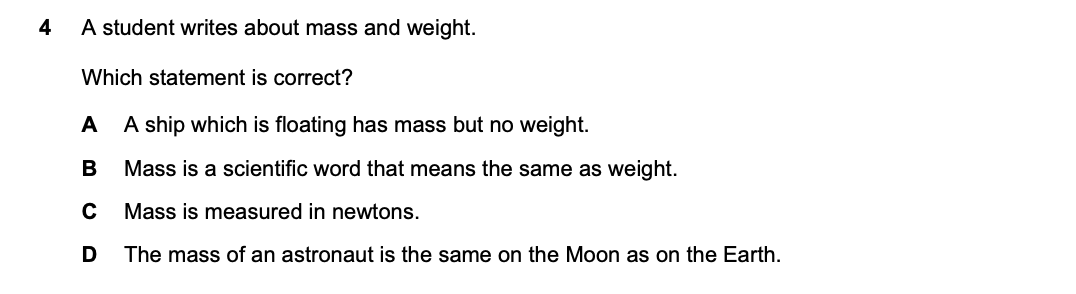 4 A student writes about mass and weight.
Which statement is correct?
A A ship which is floating has mass but no weight.
B Mass is a scientific word that means the same as weight.
C Mass is measured in newtons.
D The mass of an astronaut is the same on the Moon as on the Earth.